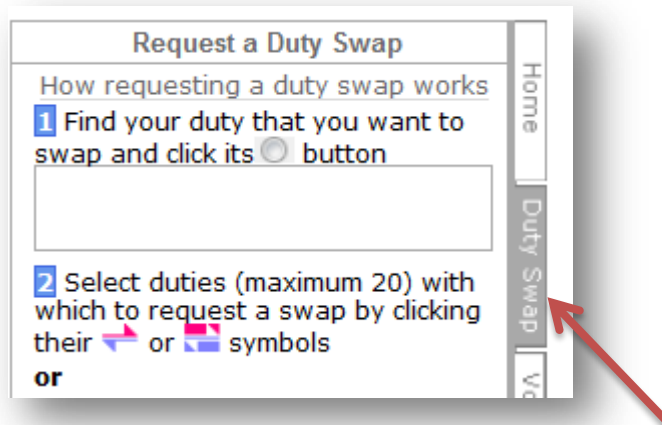 Request a Duty Swap
How requesting a duty swap works
1 Find your duty that you want to
swap and click its button
2 Select duties (maximum 20) with
which to request a swap by clicking
their or symbols
or
Home
Duty Swap